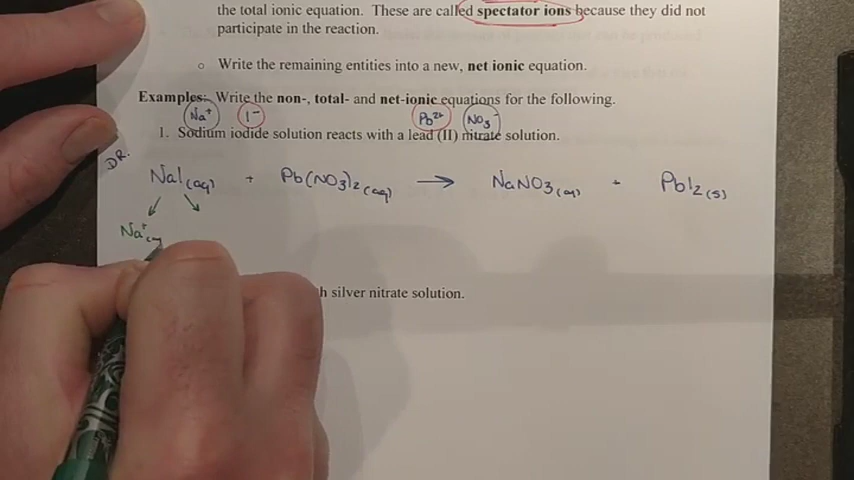 the total ionic equation. These are called spectator ions because they did not
participate in the reaction.
o Write the remaining entities into a new, net ionic equation.
Examples: Write the non-, total- and net-ionic equations for the following.
Na⁺ I⁻ Pb²⁺ NO₃⁻
1. Sodium iodide solution reacts with a lead (II) nitrate solution.
DR.
NaI(aq) + Pb(NO₃)₂(aq) → NaNO₃(aq) + PbI₂(s)
Na⁺
h silver nitrate solution.